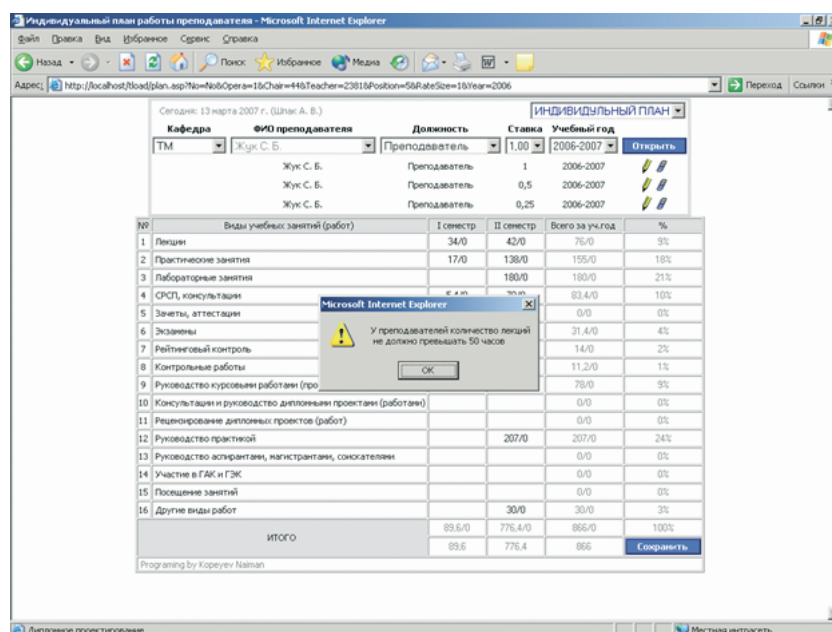 Индивидуальный план работы преподавателя - Microsoft Internet Explorer
Файл Правка Вид Избранное Сервис Справка
Назад Поиск Избранное Медиа
Адрес: http://localhost/tload/plan.asp?No=No&Opera=1&Chair=44&Teacher=2381&Position=5&RateSize=1&Year=2006 Переход Ссылки
Сегодня: 13 марта 2007 г. (Шпак А. В.) ИНДИВИДУЛЬНЫЙ ПЛАН
Кафедра ФИО преподавателя Должность Ставка Учебный год
ТМ Жук С. Б. Преподаватель 1,00 2006-2007 Открыть
Жук С. Б. Преподаватель 1 2006-2007
Жук С. Б. Преподаватель 0,5 2006-2007
Жук С. Б. Преподаватель 0,25 2006-2007
№ Виды учебных занятий (работ) I семестр II семестр Всего за уч.год %
1 Лекции 34/0 42/0 76/0 9%
2 Практические занятия 17/0 138/0 155/0 18%
3 Лабораторные занятия 180/0 180/0 21%
4 СРСП, консультации 83,4/0 10%
5 Зачеты, аттестации 0/0 0%
6 Экзамены 31,4/0 4%
7 Рейтинговый контроль 14/0 2%
8 Контрольные работы 11,2/0 1%
9 Руководство курсовыми работами (про 78/0 9%
Microsoft Internet Explorer
У преподавателей количество лекций
не должно превышать 50 часов
OK
10 Консультации и руководство дипломными проектами (работами) 0/0 0%
11 Рецензирование дипломных проектов (работ) 0/0 0%
12 Руководство практикой 207/0 207/0 24%
13 Руководство аспирантами, магистрантами, соискателями 0/0 0%
14 Участие в ГАК и ГЭК 0/0 0%
15 Посещение занятий 0/0 0%
16 Другие виды работ 30/0 30/0 3%
ИТОГО 89,6/0 776,4/0 866/0 100%
89,6 776,4 866 Сохранить
Programing by Kopeyev Naiman
Дипломное проектирование Местная интрасеть